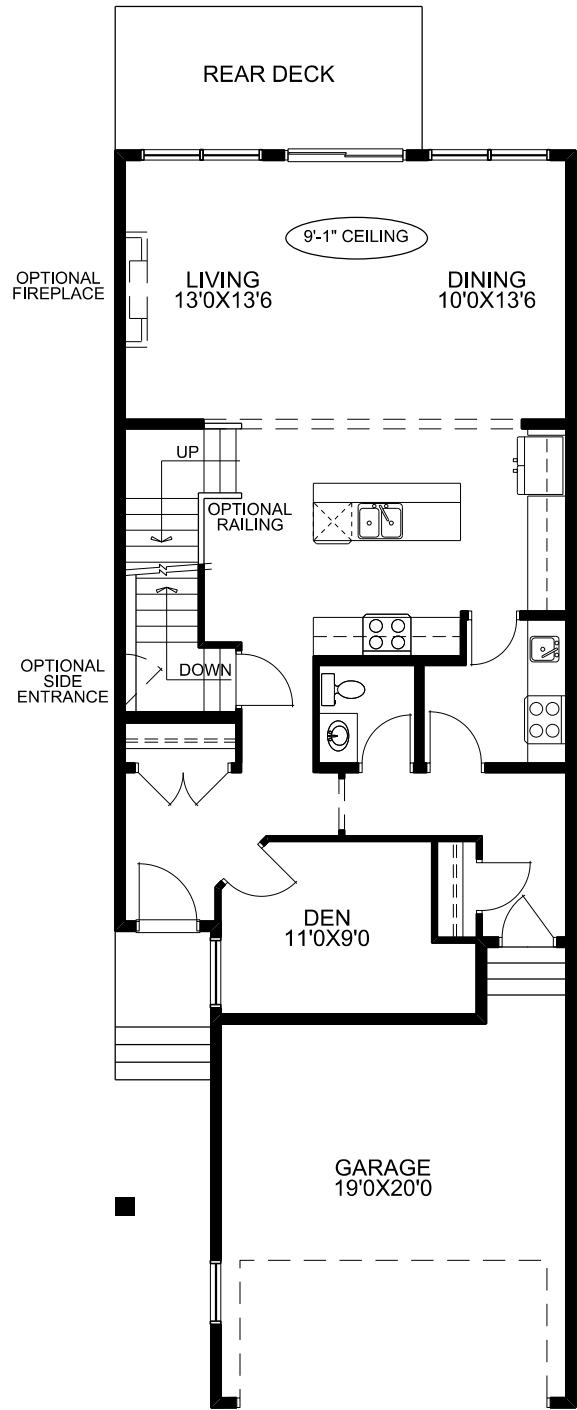 REAR DECK
9'-1" CEILING
OPTIONAL
FIREPLACE
LIVING
13'0X13'6
DINING
10'0X13'6
UP
OPTIONAL
RAILING
OPTIONAL
SIDE
ENTRANCE
DOWN
DEN
11'0X9'0
GARAGE
19'0X20'0